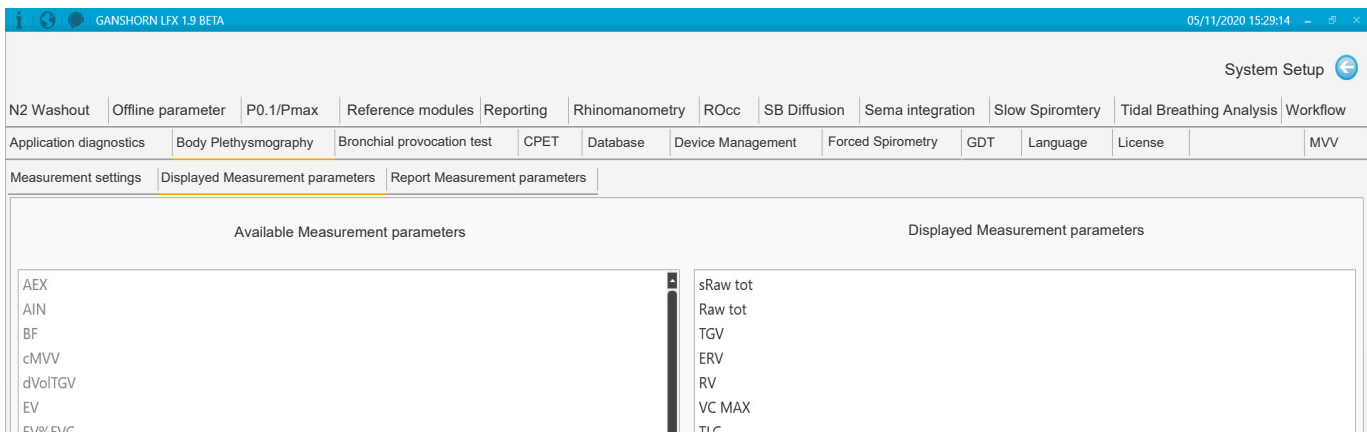 GANSHORN LFX 1.9 BETA 05/11/2020 15:29:14
System Setup
N2 Washout Offline parameter P0.1/Pmax Reference modules Reporting Rhinomanometry ROcc SB Diffusion Sema integration Slow Spiromtery Tidal Breathing Analysis Workflow
Application diagnostics Body Plethysmography Bronchial provocation test CPET Database Device Management Forced Spirometry GDT Language License MVV
Measurement settings Displayed Measurement parameters Report Measurement parameters
Available Measurement parameters Displayed Measurement parameters
AEX sRaw tot
AIN Raw tot
BF TGV
cMVV ERV
dVolTGV RV
EV VC MAX
EV%FVC TLC